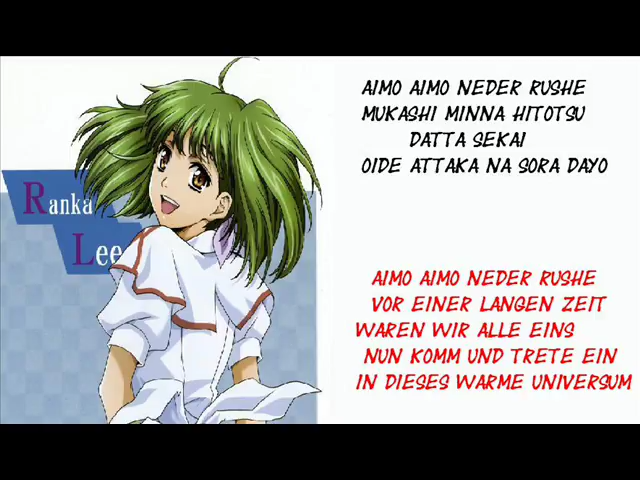 Ranka
Lee
AIMO AIMO NEDER RUSHE
MUKASHI MINNA HITOTSU
DATTA SEKAI
OIDE ATTAKA NA SORA DAYO
AIMO AIMO NEDER RUSHE
VOR EINER LANGEN ZEIT
WAREN WIR ALLE EINS
NUN KOMM UND TRETE EIN
IN DIESES WARME UNIVERSUM